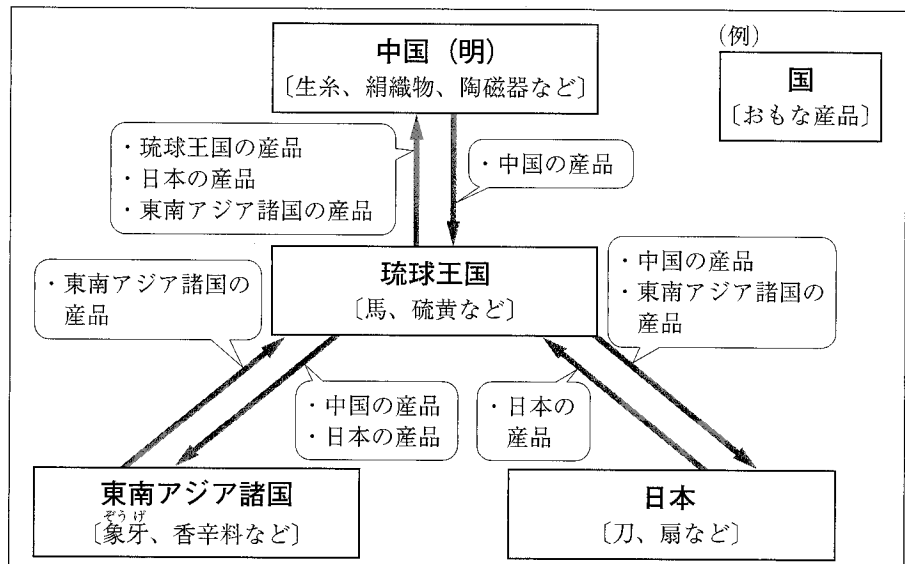 中国（明）
〔生糸、絹織物、陶磁器など〕
（例）
国
〔おもな産品〕
・琉球王国の産品
・日本の産品
・東南アジア諸国の産品
・中国の産品
琉球王国
〔馬、硫黄など〕
・東南アジア諸国の
産品
・中国の産品
・東南アジア諸国の
産品
・中国の産品
・日本の産品
・日本の
産品
東南アジア諸国
ぞうげ
〔象牙、香辛料など〕
日本
〔刀、扇など〕